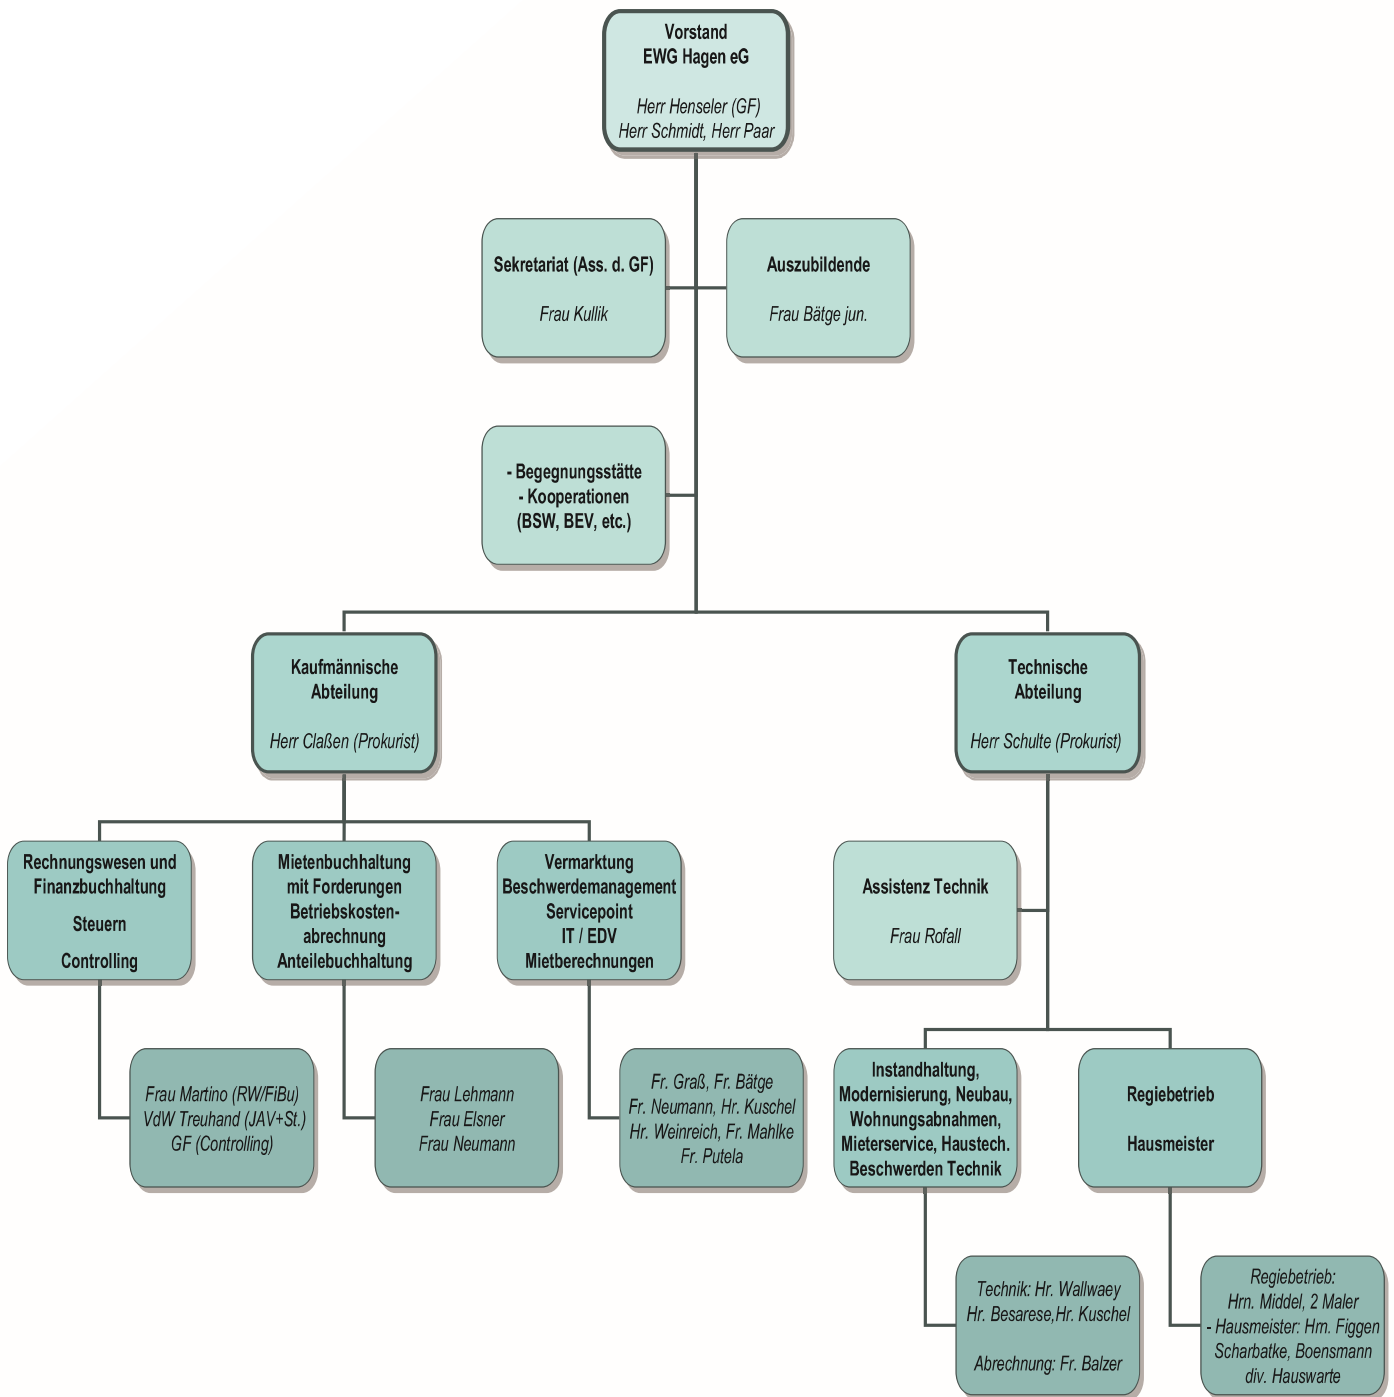 Vorstand
EWG Hagen eG
Herr Henseler (GF)
Herr Schmidt, Herr Paar
Sekretariat (Ass. d. GF)
Frau Kullik
Auszubildende
Frau Bätge jun.
- Begegnungsstätte
- Kooperationen
(BSW, BEV, etc.)
Kaufmännische
Abteilung
Herr Claßen (Prokurist)
Technische
Abteilung
Herr Schulte (Prokurist)
Rechnungswesen und
Finanzbuchhaltung
Steuern
Controlling
Mietenbuchhaltung
mit Forderungen
Betriebskosten-
abrechnung
Anteilebuchhaltung
Vermarktung
Beschwerdemanagement
Servicepoint
IT / EDV
Mietberechnungen
Assistenz Technik
Frau Rofall
Frau Martino (RW/FiBu)
VdW Treuhand (JAV+St.)
GF (Controlling)
Frau Lehmann
Frau Elsner
Frau Neumann
Fr. Graß, Fr. Bätge
Fr. Neumann, Hr. Kuschel
Hr. Weinreich, Fr. Mahlke
Fr. Putela
Instandhaltung,
Modernisierung, Neubau,
Wohnungsabnahmen,
Mieterservice, Haustech.
Beschwerden Technik
Regiebetrieb
Hausmeister
Technik: Hr. Wallwaey
Hr. Besarese,Hr. Kuschel
Abrechnung: Fr. Balzer
Regiebetrieb:
Hrn. Middel, 2 Maler
- Hausmeister: Hrn. Figgen
Scharbatke, Boensmann
div. Hauswarte